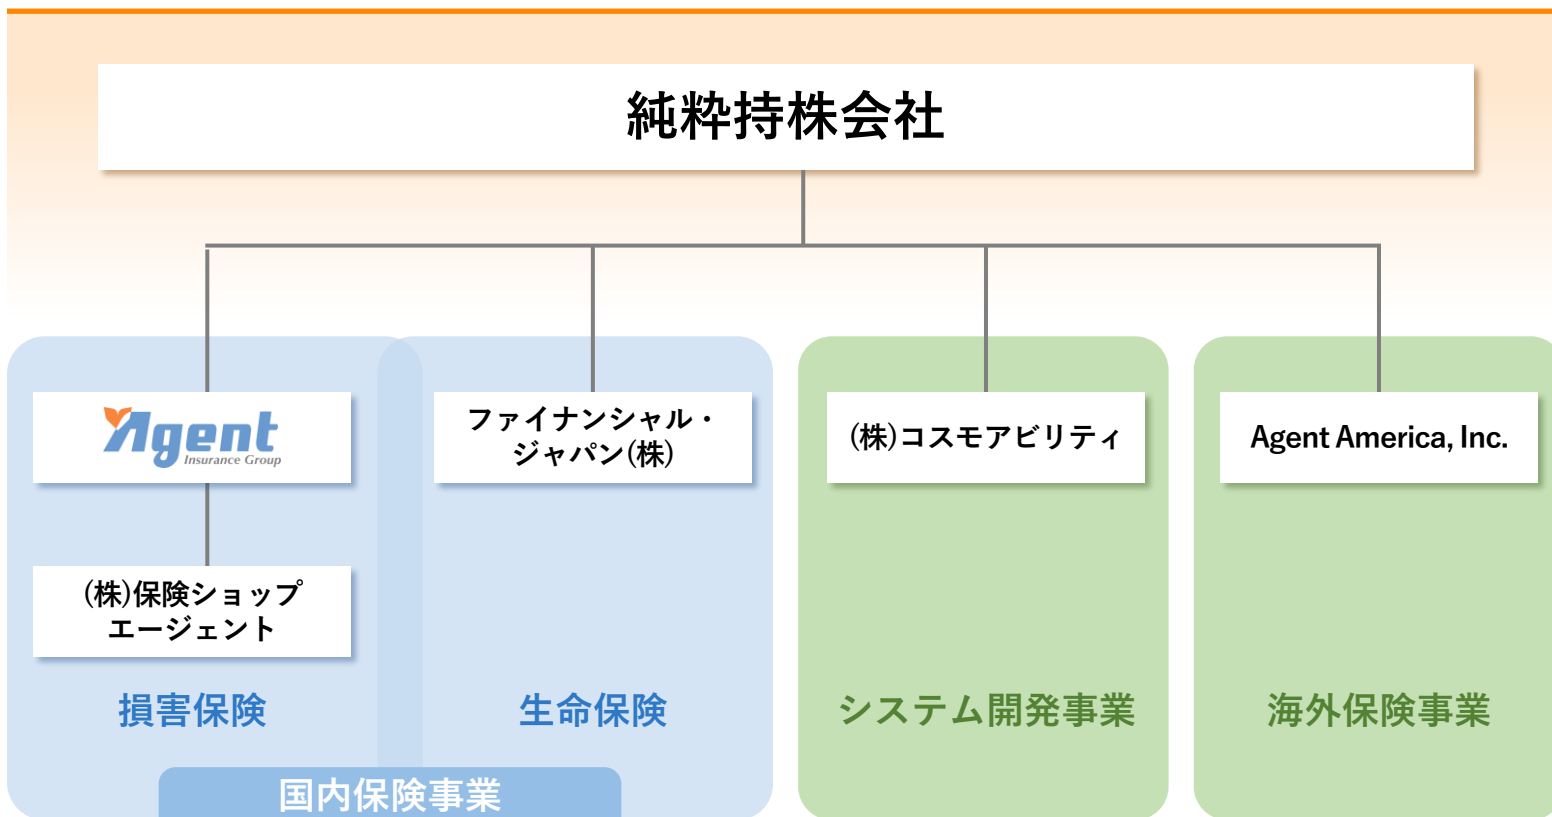 純粋持株会社
Agent
Insurance Group
ファイナンシャル・
ジャパン(株)
(株)コスモアビリティ
Agent America, Inc.
(株)保険ショップ
エージェント
損害保険
生命保険
システム開発事業
海外保険事業
国内保険事業